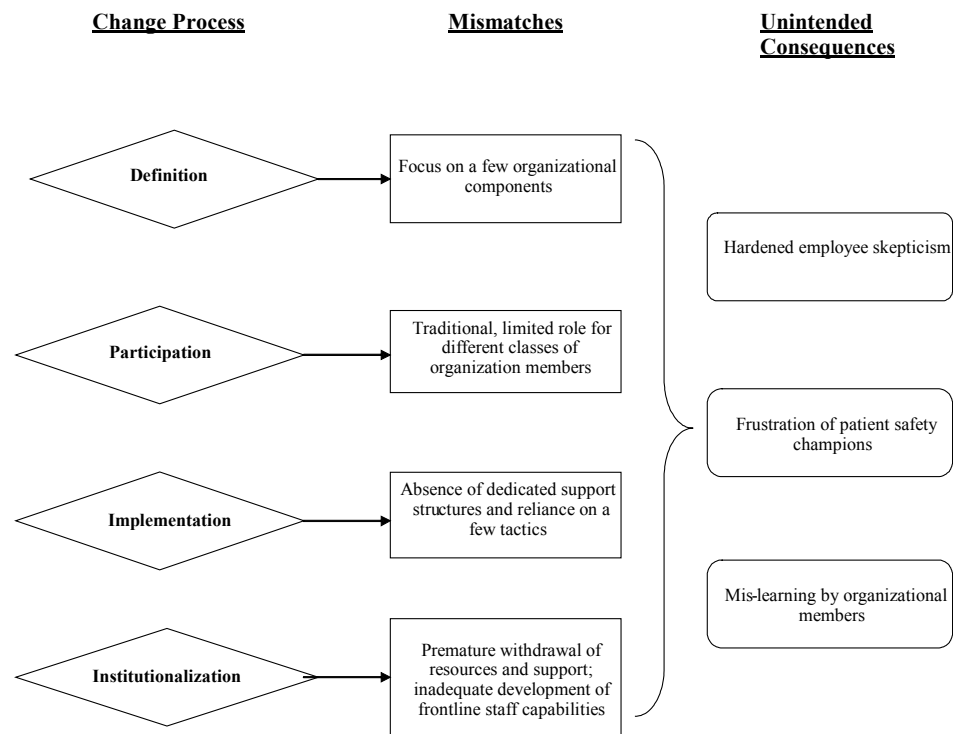 Change Process
Mismatches
Unintended
Consequences
Definition
Focus on a few organizational
components
Hardened employee skepticism
Participation
Traditional, limited role for
different classes of
organization members
Frustration of patient safety
champions
Implementation
Absence of dedicated support
structures and reliance on a
few tactics
Mis-learning by organizational
members
Institutionalization
Premature withdrawal of
resources and support;
inadequate development of
frontline staff capabilities